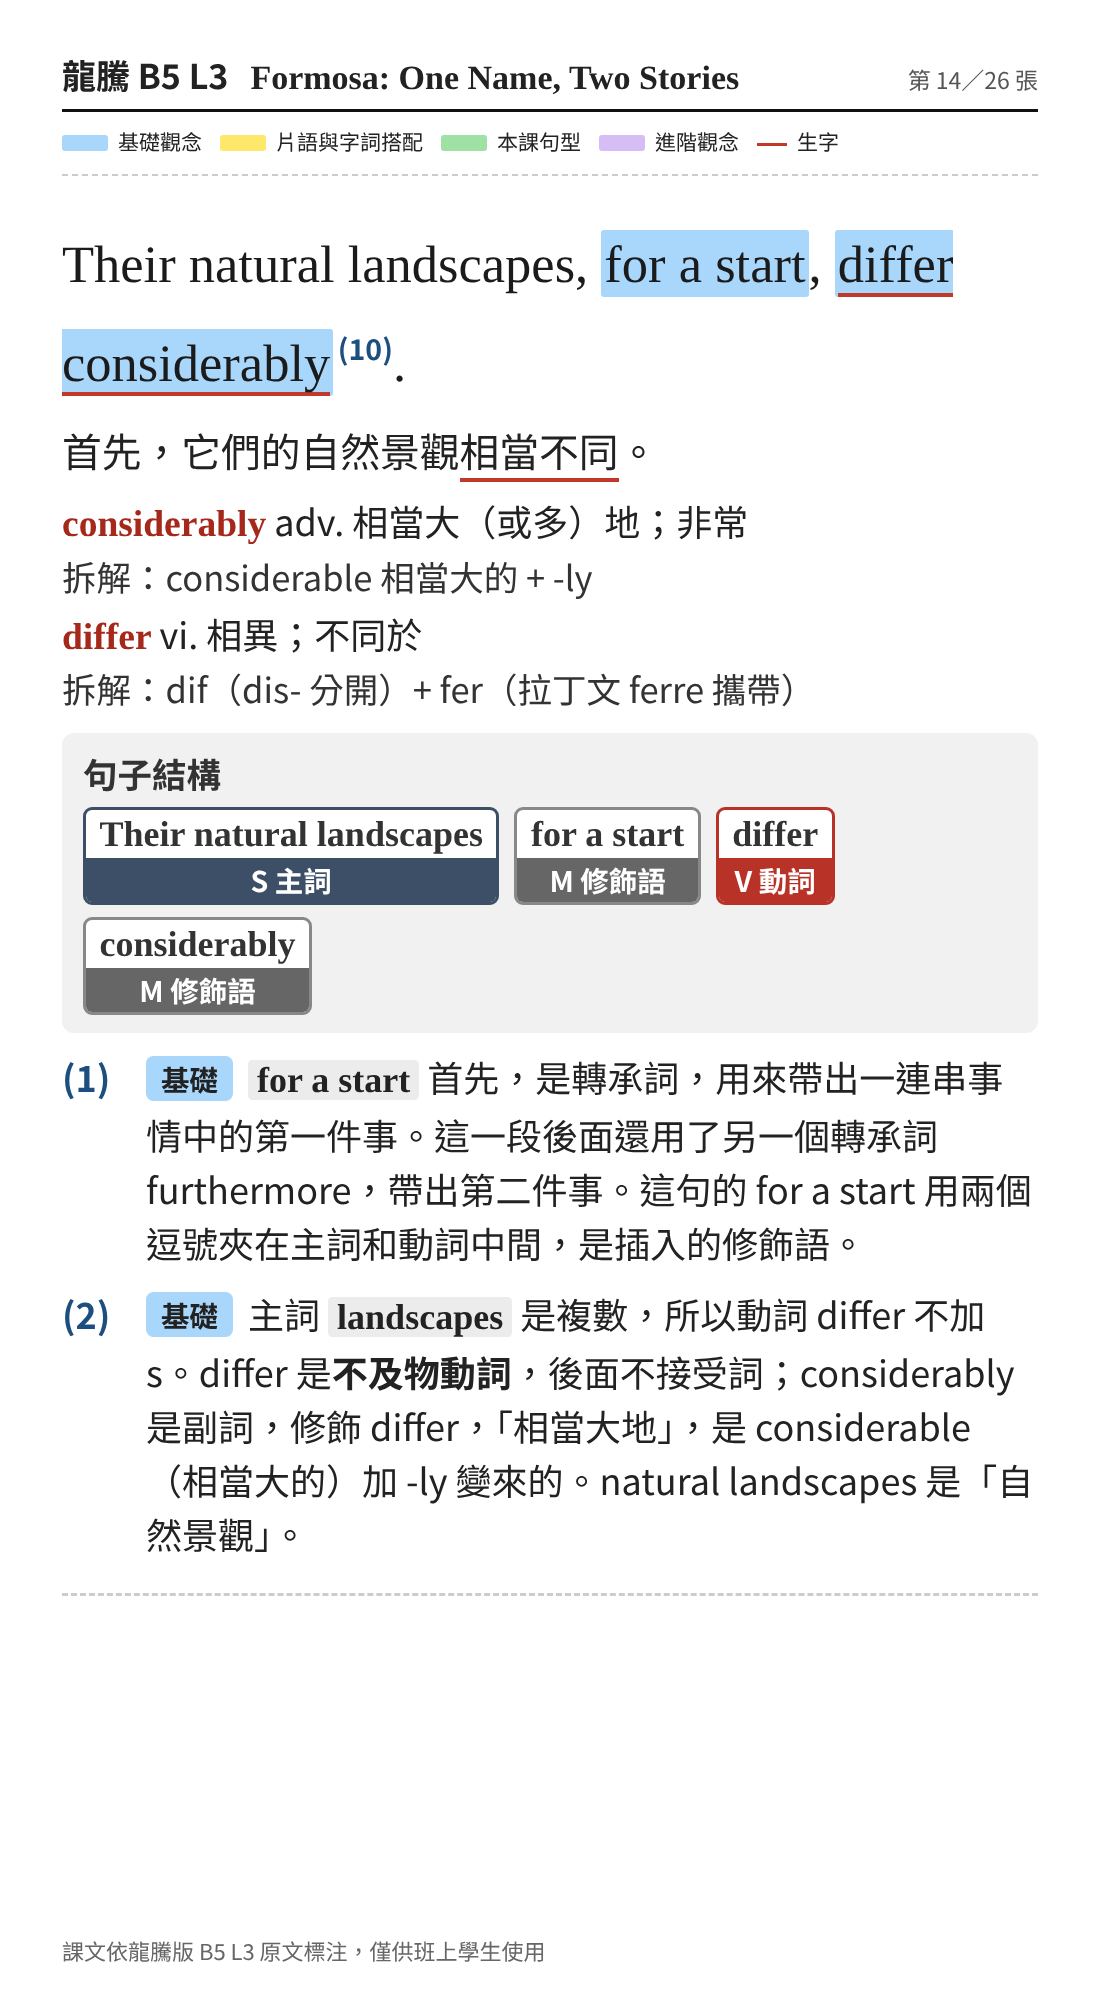 龍騰 B5 L3 Formosa: One Name, Two Stories 第 14／26 張
基礎觀念 片語與字詞搭配 本課句型 進階觀念 生字
Their natural landscapes, for a start, differ
considerably (10).
首先，它們的自然景觀相當不同。
considerably adv. 相當大（或多）地；非常
拆解：considerable 相當大的 + -ly
differ vi. 相異；不同於
拆解：dif（dis- 分開）+ fer（拉丁文 ferre 攜帶）
句子結構
Their natural landscapes for a start differ
S 主詞 M 修飾語 V 動詞
considerably
M 修飾語
(1) 基礎 for a start 首先，是轉承詞，用來帶出一連串事
情中的第一件事。這一段後面還用了另一個轉承詞
furthermore，帶出第二件事。這句的 for a start 用兩個
逗號夾在主詞和動詞中間，是插入的修飾語。
(2) 基礎 主詞 landscapes 是複數，所以動詞 differ 不加
s。differ 是不及物動詞，後面不接受詞；considerably
是副詞，修飾 differ，「相當大地」，是 considerable
（相當大的）加 -ly 變來的。natural landscapes 是「自
然景觀」。
課文依龍騰版 B5 L3 原文標注，僅供班上學生使用